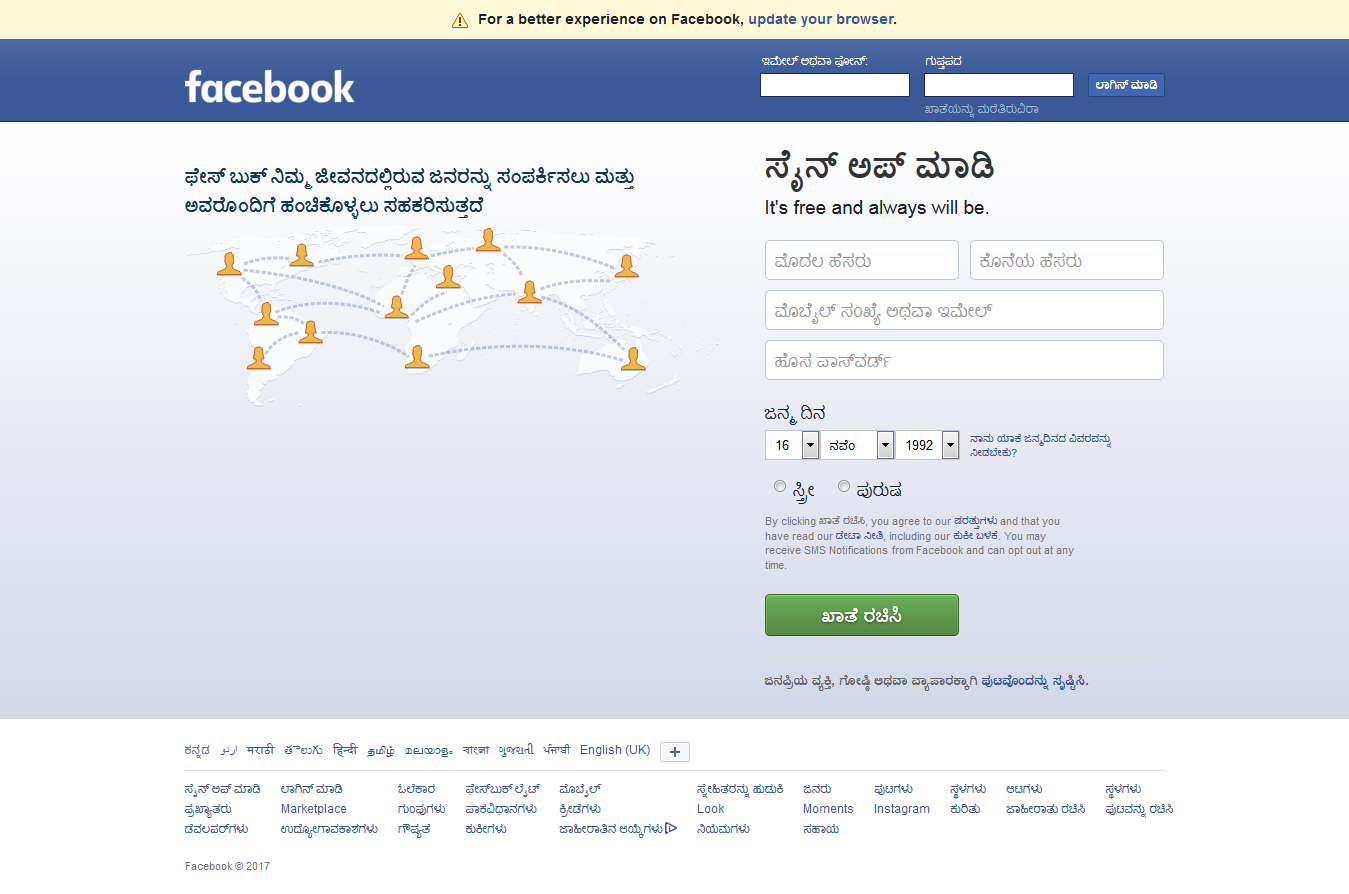 For a better experience on Facebook, update your browser.
facebook
ಇಮೇಲ್ ಅಥವಾ ಫೋನ್:
ಗುಪ್ತಪದ
ಲಾಗಿನ್ ಮಾಡಿ
ಖಾತೆಯನ್ನು ಮರೆತಿರುವಿರಾ
ಫೇಸ್ ಬುಕ್ ನಿಮ್ಮ ಜೀವನದಲ್ಲಿರುವ ಜನರನ್ನು ಸಂಪರ್ಕಿಸಲು ಮತ್ತು
ಅವರೊಂದಿಗೆ ಹಂಚಿಕೊಳ್ಳಲು ಸಹಕರಿಸುತ್ತದೆ
ಸೈನ್ ಅಪ್ ಮಾಡಿ
It's free and always will be.
ಮೊದಲ ಹೆಸರು ಕೊನೆಯ ಹೆಸರು
ಮೊಬೈಲ್ ಸಂಖ್ಯೆ ಅಥವಾ ಇಮೇಲ್
ಹೊಸ ಪಾಸ್‌ವರ್ಡ್
ಜನ್ಮ ದಿನ
16 ನವೆಂ 1992
ನಾನು ಯಾಕೆ ಜನ್ಮದಿನದ ವಿವರವನ್ನು
ನೀಡಬೇಕು?
ಸ್ತ್ರೀ ಪುರುಷ
By clicking ಖಾತೆ ರಚಿಸಿ, you agree to our ಷರತ್ತುಗಳು and that you
have read our ಡೇಟಾ ನೀತಿ, including our ಕುಕೀ ಬಳಕೆ. You may
receive SMS Notifications from Facebook and can opt out at any
time.
ಖಾತೆ ರಚಿಸಿ
ಜನಪ್ರಿಯ ವ್ಯಕ್ತಿ, ಗೋಷ್ಠಿ ಅಥವಾ ವ್ಯಾಪಾರಕ್ಕಾಗಿ ಪುಟವೊಂದನ್ನು ಸೃಷ್ಟಿಸಿ.
ಕನ್ನಡ اردو मराठी తెలుగు हिन्दी தமிழ் മലയാളം বাংলা ગુજરાતી ਪੰਜਾਬੀ English (UK) +
ಸೈನ್ ಅಪ್ ಮಾಡಿ ಲಾಗಿನ್ ಮಾಡಿ ಓಲೆಕಾರ ಫೇಸ್‌ಬುಕ್ ಲೈಟ್ ಮೊಬೈಲ್ ಸ್ನೇಹಿತರನ್ನು ಹುಡುಕಿ ಜನರು ಪುಟಗಳು ಸ್ಥಳಗಳು ಆಟಗಳು ಸ್ಥಳಗಳು
ಪ್ರಖ್ಯಾತರು Marketplace ಗುಂಪುಗಳು ಪಾಕವಿಧಾನಗಳು ಕ್ರೀಡೆಗಳು Look Moments Instagram ಕುರಿತು ಜಾಹೀರಾತು ರಚಿಸಿ ಪುಟವನ್ನು ರಚಿಸಿ
ಡೆವಲಪರ್‌ಗಳು ಉದ್ಯೋಗಾವಕಾಶಗಳು ಗೌಪ್ಯತೆ ಕುಕೀಗಳು ಜಾಹೀರಾತಿನ ಆಯ್ಕೆಗಳು ನಿಯಮಗಳು ಸಹಾಯ
Facebook © 2017